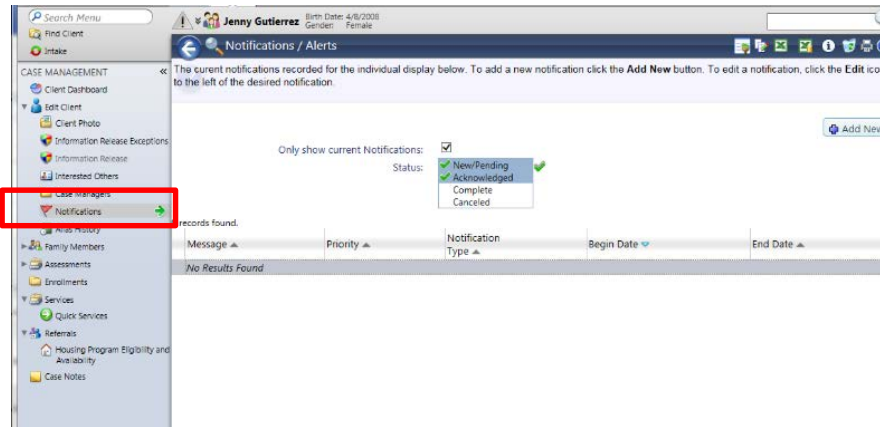 Search Menu
Find Client
Intake
CASE MANAGEMENT
Client Dashboard
Edit Client
Client Photo
Information Release Exceptions
Information Release
Interested Others
Case Managers
Notifications
Alias History
Family Members
Assessments
Enrollments
Services
Quick Services
Referrals
Housing Program Eligibility and
Availability
Case Notes
Jenny Gutierrez Birth Date: 4/8/2008
Gender: Female
Notifications / Alerts
The curent notifications recorded for the individual display below. To add a new notification click the Add New button. To edit a notification, click the Edit ico
to the left of the desired notification.
Add New
Only show current Notifications:
Status: New/Pending
Acknowledged
Complete
Canceled
records found.
Message Priority Notification Type Begin Date End Date
No Results Found